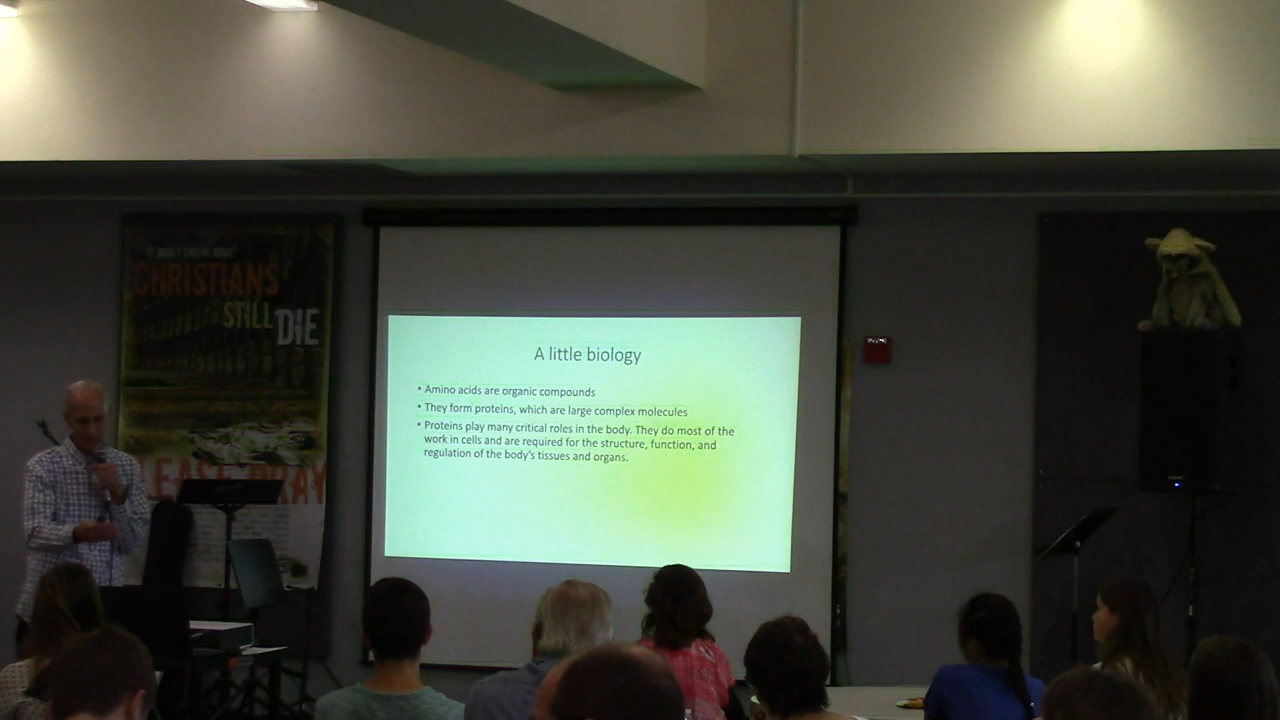 CHRISTIANS
STILL
DIE
PRAY
A little biology
• Amino acids are organic compounds
• They form proteins, which are large complex molecules
• Proteins play many critical roles in the body. They do most of the
work in cells and are required for the structure, function, and
regulation of the body's tissues and organs.